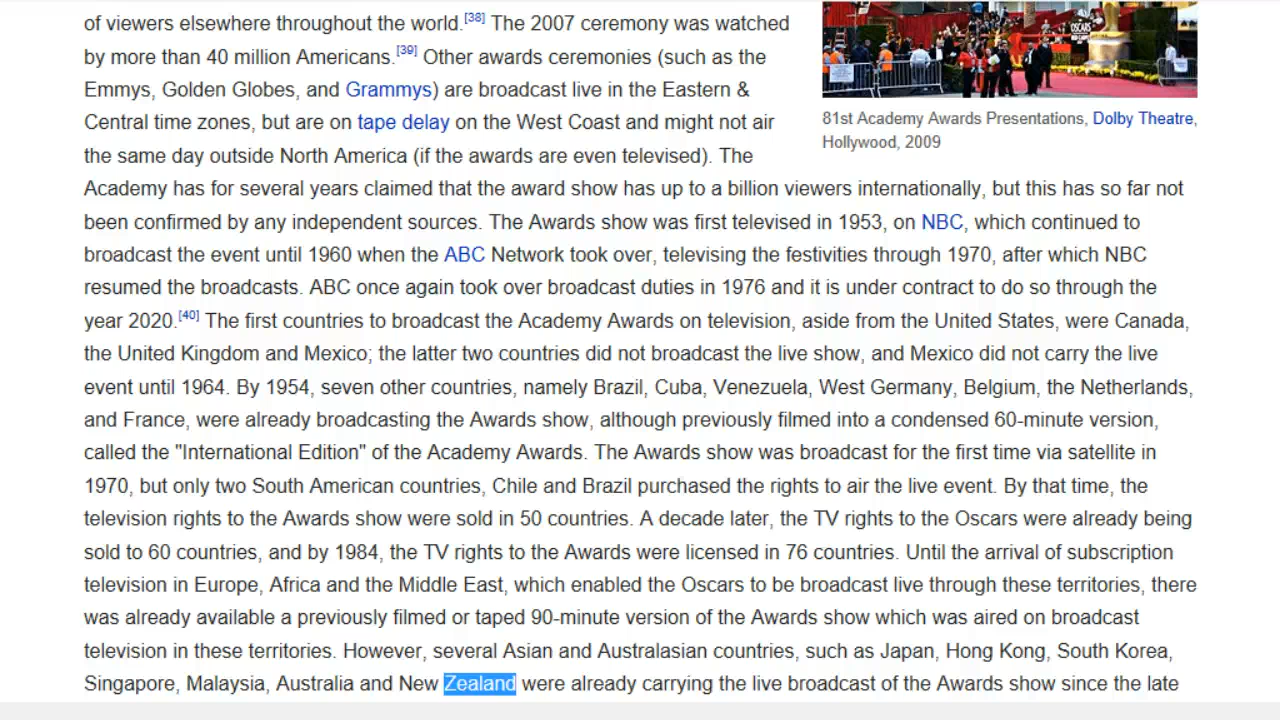 of viewers elsewhere throughout the world.[38] The 2007 ceremony was watched
by more than 40 million Americans.[39] Other awards ceremonies (such as the
Emmys, Golden Globes, and Grammys) are broadcast live in the Eastern &
Central time zones, but are on tape delay on the West Coast and might not air
the same day outside North America (if the awards are even televised). The
OSCARS
81st Academy Awards Presentations, Dolby Theatre,
Hollywood, 2009
Academy has for several years claimed that the award show has up to a billion viewers internationally, but this has so far not
been confirmed by any independent sources. The Awards show was first televised in 1953, on NBC, which continued to
broadcast the event until 1960 when the ABC Network took over, televising the festivities through 1970, after which NBC
resumed the broadcasts. ABC once again took over broadcast duties in 1976 and it is under contract to do so through the
year 2020.[40] The first countries to broadcast the Academy Awards on television, aside from the United States, were Canada,
the United Kingdom and Mexico; the latter two countries did not broadcast the live show, and Mexico did not carry the live
event until 1964. By 1954, seven other countries, namely Brazil, Cuba, Venezuela, West Germany, Belgium, the Netherlands,
and France, were already broadcasting the Awards show, although previously filmed into a condensed 60-minute version,
called the "International Edition" of the Academy Awards. The Awards show was broadcast for the first time via satellite in
1970, but only two South American countries, Chile and Brazil purchased the rights to air the live event. By that time, the
television rights to the Awards show were sold in 50 countries. A decade later, the TV rights to the Oscars were already being
sold to 60 countries, and by 1984, the TV rights to the Awards were licensed in 76 countries. Until the arrival of subscription
television in Europe, Africa and the Middle East, which enabled the Oscars to be broadcast live through these territories, there
was already available a previously filmed or taped 90-minute version of the Awards show which was aired on broadcast
television in these territories. However, several Asian and Australasian countries, such as Japan, Hong Kong, South Korea,
Singapore, Malaysia, Australia and New Zealand were already carrying the live broadcast of the Awards show since the late